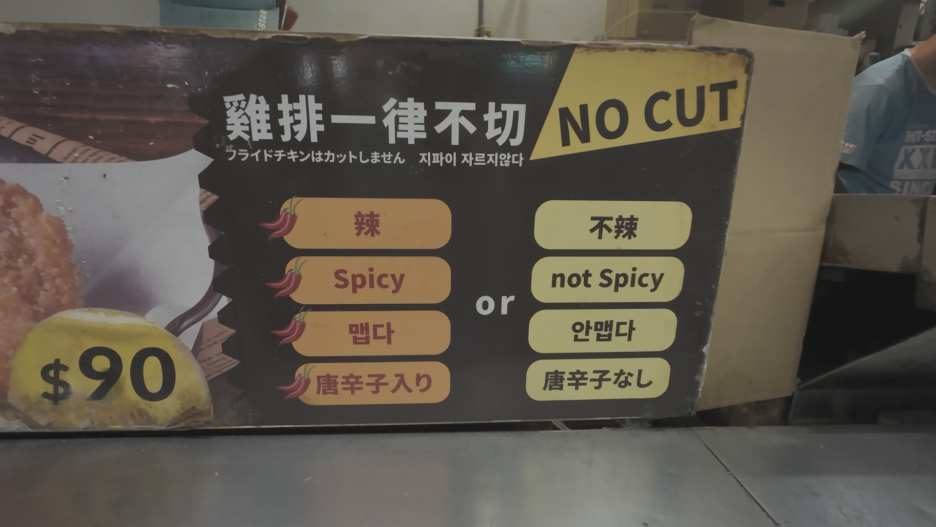 雞排一律不切
NO CUT
フライドチキンはカットしません 지파이 자르지않다
辣
Spicy
맵다
唐辛子入り
or
不辣
not Spicy
안맵다
唐辛子なし
$90